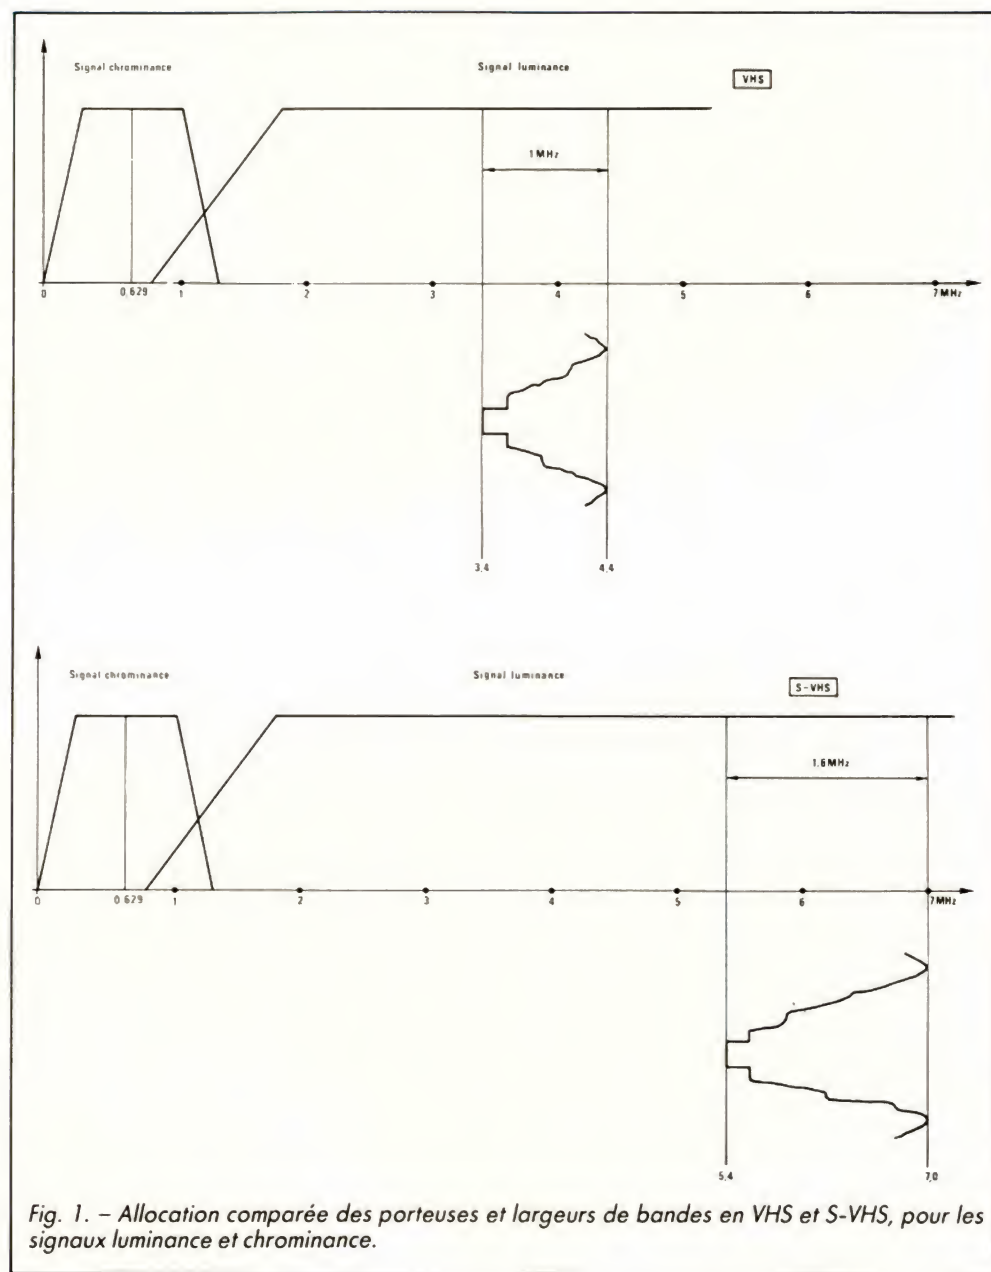 Signal chrominance
Signal luminance
VHS
1 MHz
0
0,629
1
2
3
4
5
6
7 MHz
3,4
4,4
Signal chrominance
Signal luminance
S-VHS
1,6 MHz
0
0,629
1
2
3
4
5
6
7 MHz
5,4
7,0
Fig. 1. – Allocation comparée des porteuses et largeurs de bandes en VHS et S-VHS, pour les
signaux luminance et chrominance.